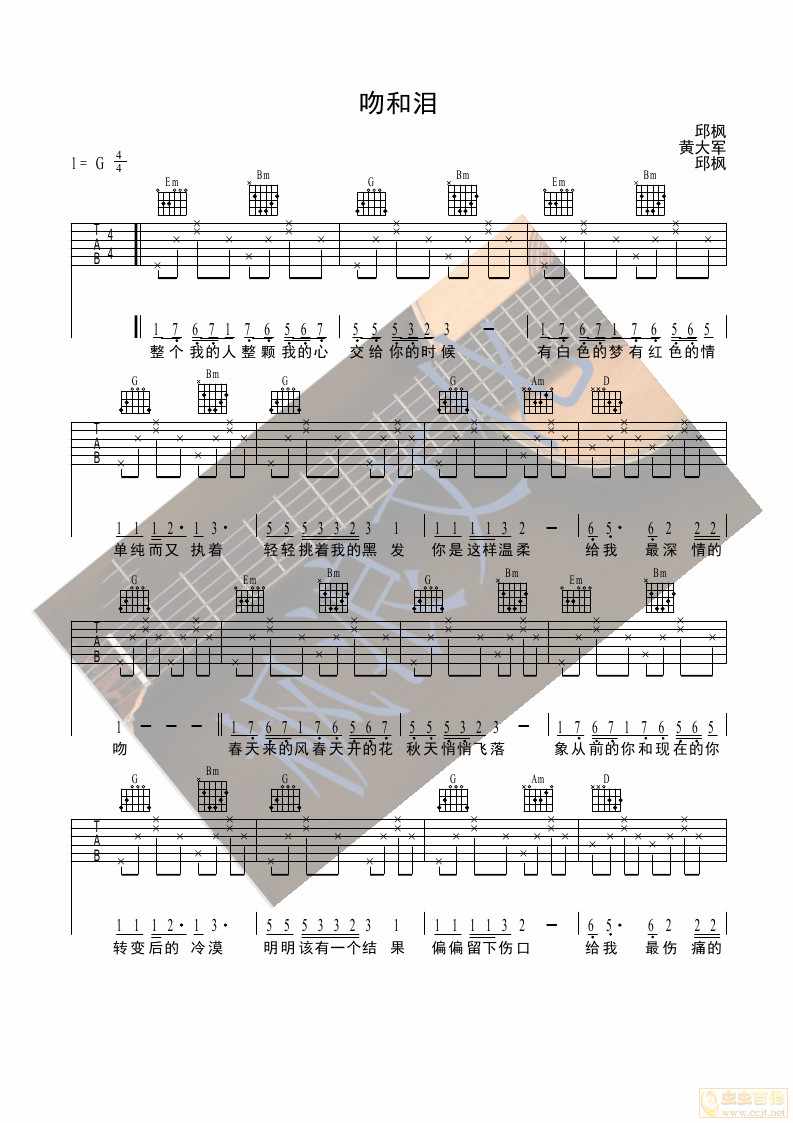 吻和泪
邱枫
黄大军
1= G 4/4 邱枫
Em Bm G Bm Em Bm
T A B 4 4
1 7 6 7 1 7 6 5 6 7 5 5 5 3 2 3 — 1 7 6 7 1 7 6 5 6 5
整个我的人整颗我的心 交给你的时候 有白色的梦有红色的情
G Bm G G Am D
T A B
1 1 1 2· 1 3· 5 5 5 3 3 2 3 1 1 1 1 1 3 2 — 6 5· 6 2 2 2
单纯而又 执着 轻轻挑着我的黑 发 你是这样温柔 给我 最深 情的
G Em Bm G Bm Em Bm
T A B
1 — — — 1 7 6 7 1 7 6 5 6 7 5 5 5 3 2 3 — 1 7 6 7 1 7 6 5 6 5
吻 春天来的风春天开的花 秋天悄悄飞落 象从前的你和现在的你
G Bm G G Am D
T A B
1 1 1 2· 1 3· 5 5 5 3 3 2 3 1 1 1 1 1 3 2 — 6 5· 6 2 2 2
转变后的 冷漠 明明该有一个结 果 偏偏留下伤口 给我 最伤 痛的
www.ccjt.net